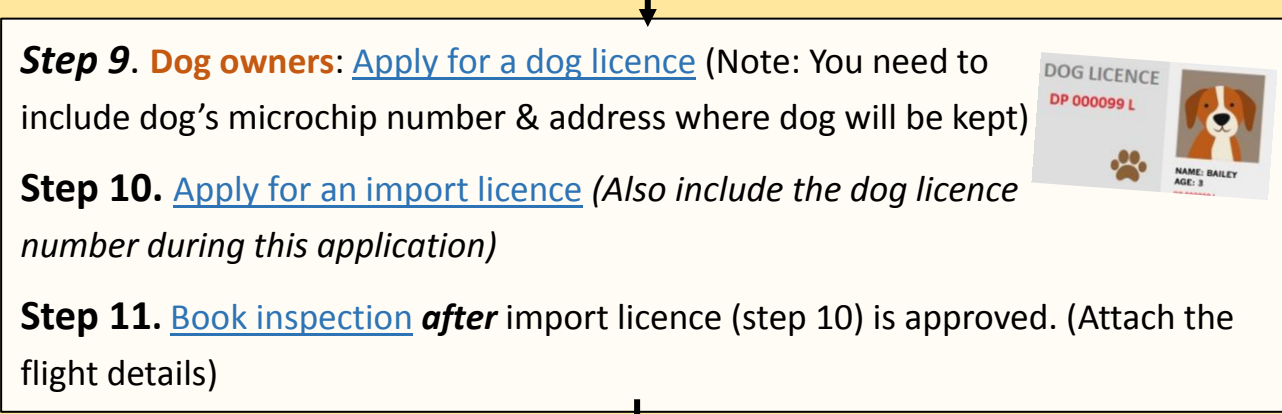 Step 9. Dog owners: Apply for a dog licence (Note: You need to
include dog's microchip number & address where dog will be kept)
DOG LICENCE
DP 000099 L
NAME: BAILEY
AGE: 3
Step 10. Apply for an import licence (Also include the dog licence
number during this application)
Step 11. Book inspection after import licence (step 10) is approved. (Attach the
flight details)